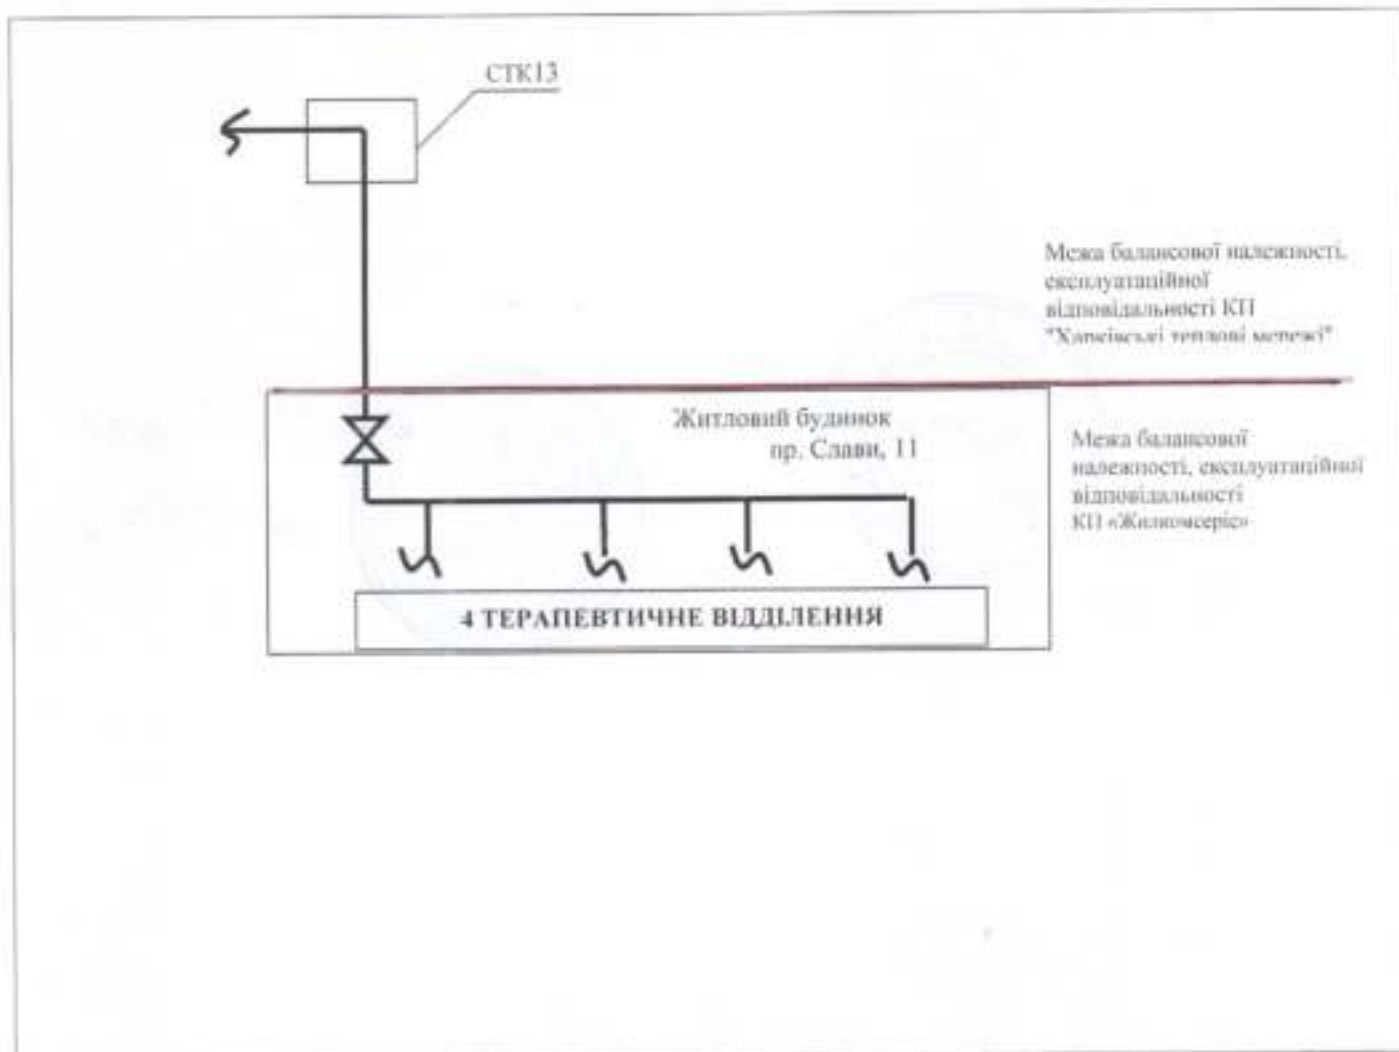 СТК13
Межа балансової належності,
експлуатаційної
відповідальності КП
"Харківські теплові мережі"
Житловий будинок
пр. Слави, 11
Межа балансової
належності, експлуатаційної
відповідальності
КП «Жилкомсеріс»
4 ТЕРАПЕВТИЧНЕ ВІДДІЛЕННЯ